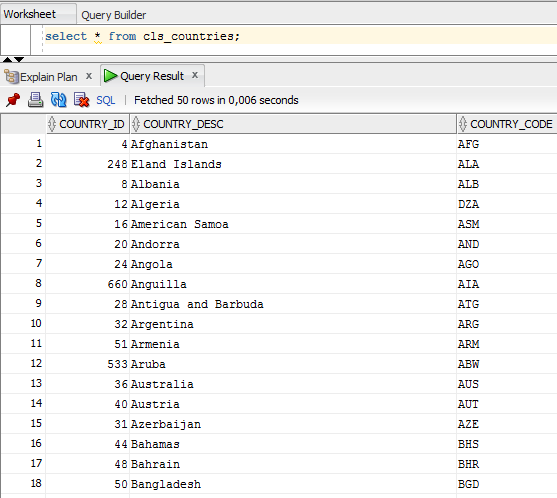 Worksheet Query Builder
select * from cls_countries;
Explain Plan x Query Result x
SQL | Fetched 50 rows in 0,006 seconds
COUNTRY_ID COUNTRY_DESC COUNTRY_CODE
1 4 Afghanistan AFG
2 248 Eland Islands ALA
3 8 Albania ALB
4 12 Algeria DZA
5 16 American Samoa ASM
6 20 Andorra AND
7 24 Angola AGO
8 660 Anguilla AIA
9 28 Antigua and Barbuda ATG
10 32 Argentina ARG
11 51 Armenia ARM
12 533 Aruba ABW
13 36 Australia AUS
14 40 Austria AUT
15 31 Azerbaijan AZE
16 44 Bahamas BHS
17 48 Bahrain BHR
18 50 Bangladesh BGD